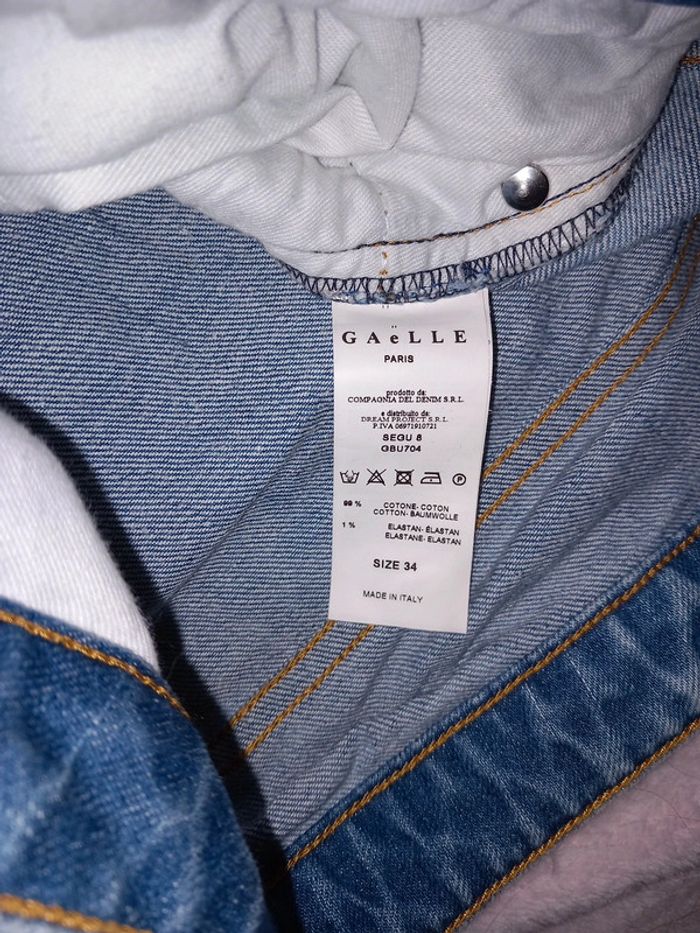 GAëLLE
PARIS
prodotto da:
COMPAGNIA DEL DENIM S.R.L.
e distribuito da:
DREAM PROJECT S.R.L.
P.IVA 06971910721
SEGU 8
GBU704
P
99 % COTONE- COTON
COTTON- BAUMWOLLE
1 % ELASTAN- ÉLASTAN
ELASTANE- ELASTAN
SIZE 34
MADE IN ITALY